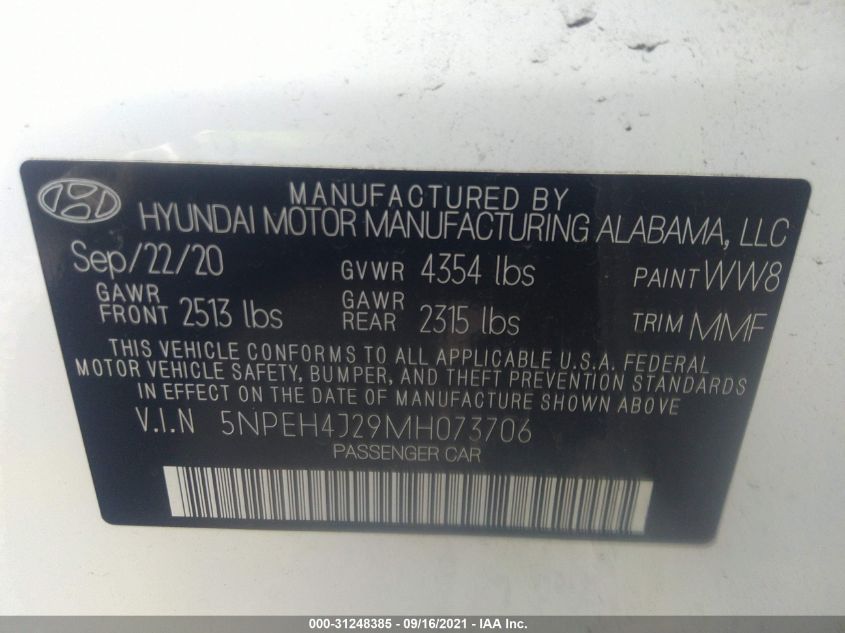 MANUFACTURED BY
HYUNDAI MOTOR MANUFACTURING ALABAMA, LLC
Sep/22/20 GVWR 4354 lbs PAINT WW8
GAWR FRONT 2513 lbs GAWR REAR 2315 lbs TRIM MMF
THIS VEHICLE CONFORMS TO ALL APPLICABLE U.S.A. FEDERAL
MOTOR VEHICLE SAFETY, BUMPER, AND THEFT PREVENTION STANDARDS
IN EFFECT ON THE DATE OF MANUFACTURE SHOWN ABOVE
V.I.N 5NPEH4J29MH073706
PASSENGER CAR
000-31248385 - 09/16/2021 - IAA Inc.